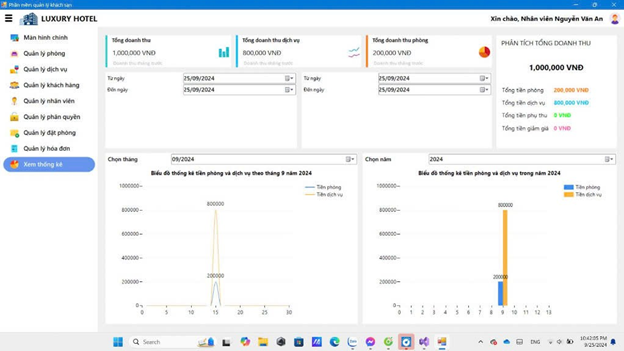 Phần mềm quản lý khách sạn
LUXURY HOTEL
Xin chào, Nhân viên Nguyễn Văn An
Màn hình chính
Quản lý phòng
Quản lý dịch vụ
Quản lý khách hàng
Quản lý nhân viên
Quản lý phân quyền
Quản lý đặt phòng
Quản lý hóa đơn
Xem thống kê
Tổng doanh thu
1,000,000 VNĐ
Doanh thu tháng trước
Tổng doanh thu dịch vụ
800,000 VNĐ
Doanh thu tháng trước
Tổng doanh thu phòng
200,000 VNĐ
Doanh thu tháng trước
PHÂN TÍCH TỔNG DOANH THU
1,000,000 VNĐ
Tổng tiền phòng 200,000 VNĐ
Tổng tiền dịch vụ 800,000 VNĐ
Tổng tiền phụ thu 0 VNĐ
Tổng tiền giảm giá 0 VNĐ
Từ ngày 25/09/2024
Đến ngày 25/09/2024
Từ ngày 25/09/2024
Đến ngày 25/09/2024
Chọn tháng 09/2024
Biểu đồ thống kê tiền phòng và dịch vụ theo tháng 9 năm 2024
Tiền phòng
Tiền dịch vụ
1000000
800000
600000
400000
200000
0
800000
200000
0 5 10 15 20 25 30
Chọn năm 2024
Biểu đồ thống kê tiền phòng và dịch vụ trong năm 2024
Tiền phòng
Tiền dịch vụ
1000000
800000
600000
400000
200000
0
800000
200000
0 1 2 3 4 5 6 7 8 9 10 11 12 13
Search
ENG
10:42:05 PM
9/25/2024